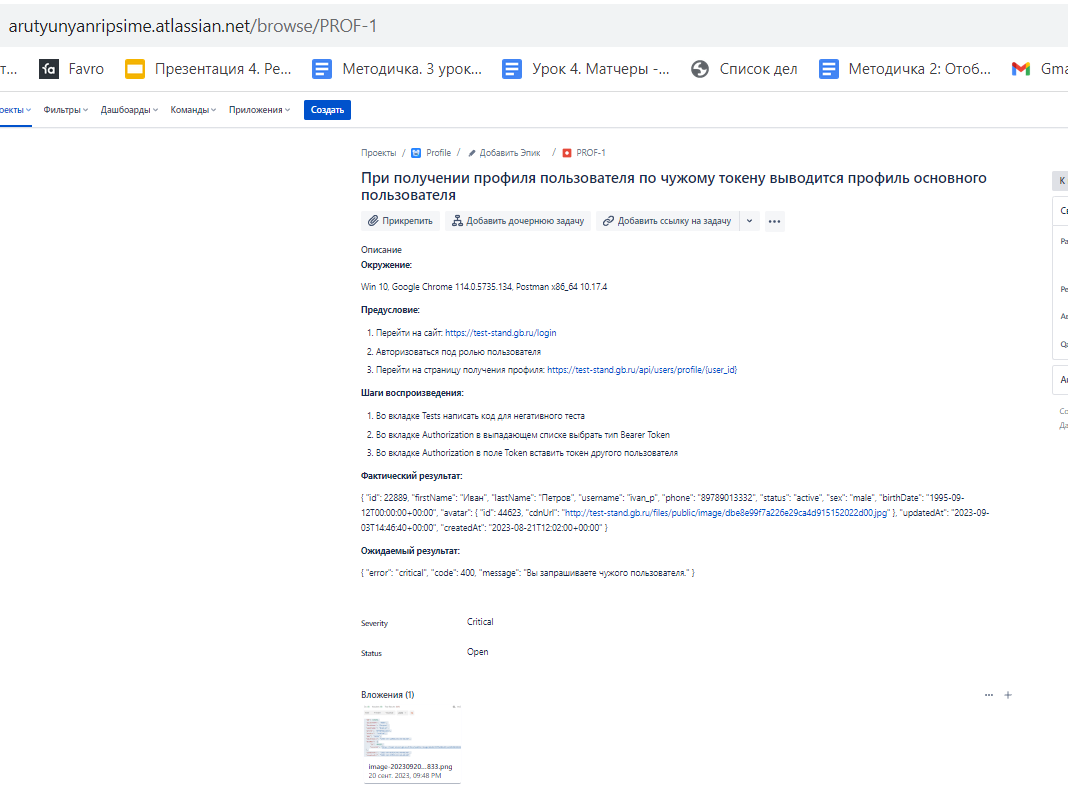 arutyunyanripsime.atlassian.net/browse/PROF-1
т... Favro Презентация 4. Ре... Методичка. 3 урок... Урок 4. Матчеры -... Список дел Методичка 2: Отоб... Gma
оекты Фильтры Дашборды Команды Приложения Создать
Проекты / Profile / Добавить Эпик / PROF-1
При получении профиля пользователя по чужому токену выводится профиль основного
пользователя
К
Прикрепить Добавить дочернюю задачу Добавить ссылку на задачу ...
Св
Описание
Ра
Окружение:
Win 10, Google Chrome 114.0.5735.134, Postman x86_64 10.17.4
Ре
Предусловие:
1. Перейти на сайт: https://test-stand.gb.ru/login
2. Авторизоваться под ролью пользователя
3. Перейти на страницу получения профиля: https://test-stand.gb.ru/api/users/profile/{user_id}
Шаги воспроизведения:
1. Во вкладке Tests написать код для негативного теста
2. Во вкладке Authorization в выпадающем списке выбрать тип Bearer Token
3. Во вкладке Authorization в поле Token вставить токен другого пользователя
Фактический результат:
{ "id": 22889, "firstName": "Иван", "lastName": "Петров", "username": "ivan_p", "phone": "89789013332", "status": "active", "sex": "male", "birthDate": "1995-09-
12T00:00:00+00:00", "avatar": { "id": 44623, "cdnUrl": "http://test-stand.gb.ru/files/public/image/dbe8e99f7a226e29ca4d915152022d00.jpg" }, "updatedAt": "2023-09-
03T14:46:40+00:00", "createdAt": "2023-08-21T12:02:00+00:00" }
Ожидаемый результат:
{ "error": "critical", "code": 400, "message": "Вы запрашиваете чужого пользователя." }
Severity Critical
Status Open
Вложения (1) ... +
image-20230920...833.png
20 сент. 2023, 09:48 PM